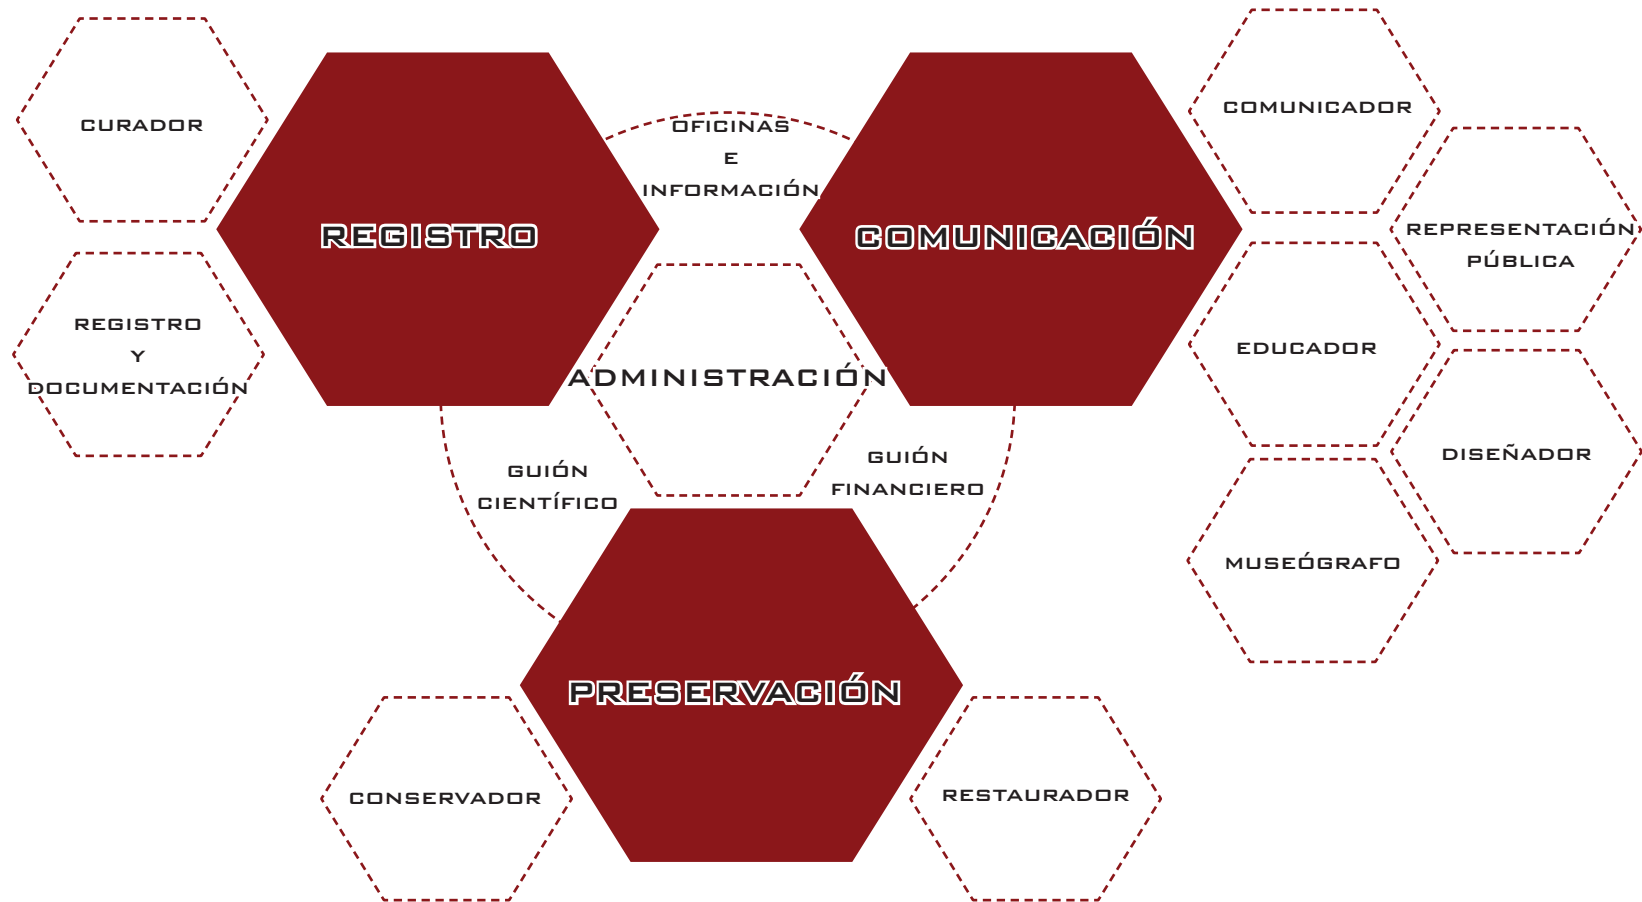 CURADOR
REGISTRO
Y
DOCUMENTACIÓN
REGISTRO
OFICINAS
E
INFORMACIÓN
COMUNICACIÓN
ADMINISTRACIÓN
GUIÓN
CIENTÍFICO
GUIÓN
FINANCIERO
PRESERVACIÓN
CONSERVADOR
RESTAURADOR
COMUNICADOR
REPRESENTACIÓN
PÚBLICA
EDUCADOR
DISEÑADOR
MUSEÓGRAFO